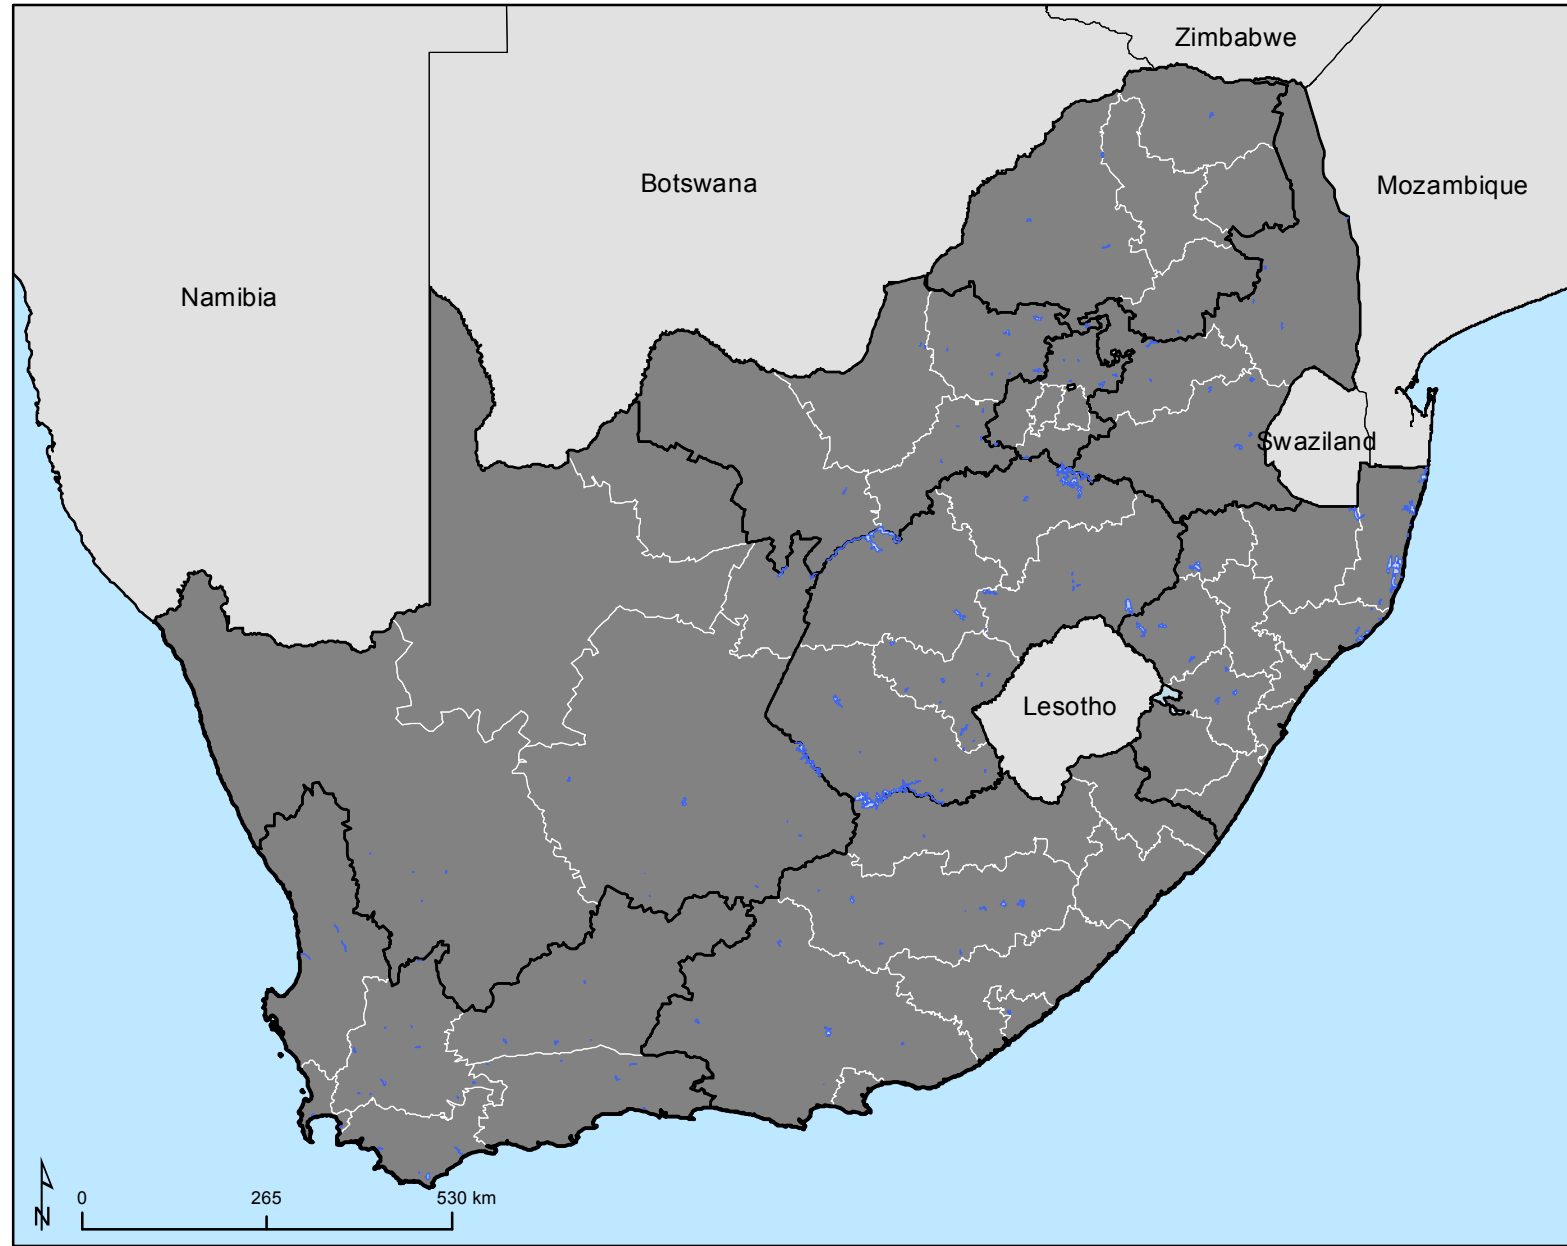 Zimbabwe
Botswana
Mozambique
Namibia
Swaziland
Lesotho
N
0 265 530 km